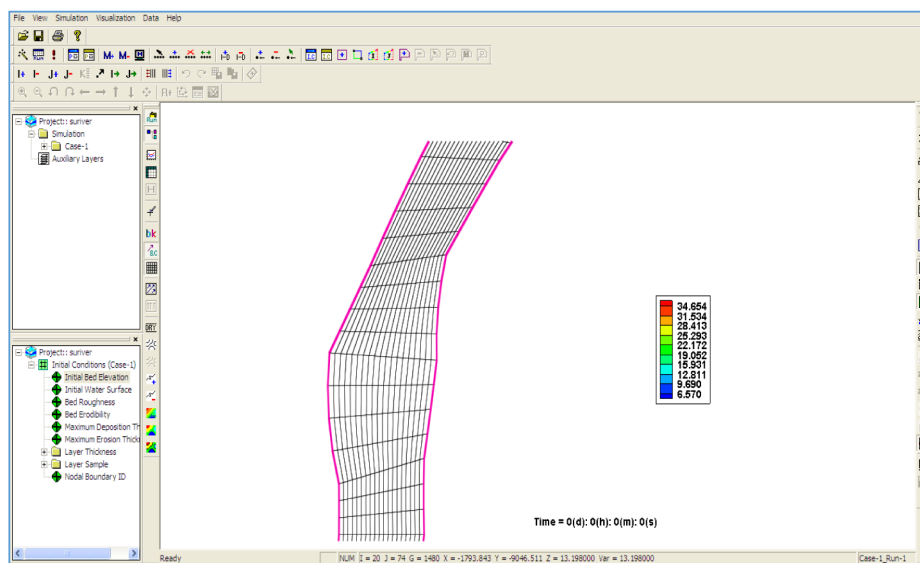 File View Simulation Visualization Data Help
Project:: suriver
Simulation
Case-1
Auxiliary Layers
Project:: suriver
Initial Conditions (Case-1)
Initial Bed Elevation
Initial Water Surface
Bed Roughness
Bed Erodibility
Maximum Deposition Th
Maximum Erosion Thick
Layer Thickness
Layer Sample
Nodal Boundary ID
Run
bk
B.C
DRY
34.654
31.534
28.413
25.293
22.172
19.052
15.931
12.811
9.690
6.570
Time = 0(d): 0(h): 0(m): 0(s)
Ready
NUM I = 20 J = 74 G = 1480 X = -1793.843 Y = -9046.511 Z = 13.198000 Var = 13.198000
Case-1_Run-1